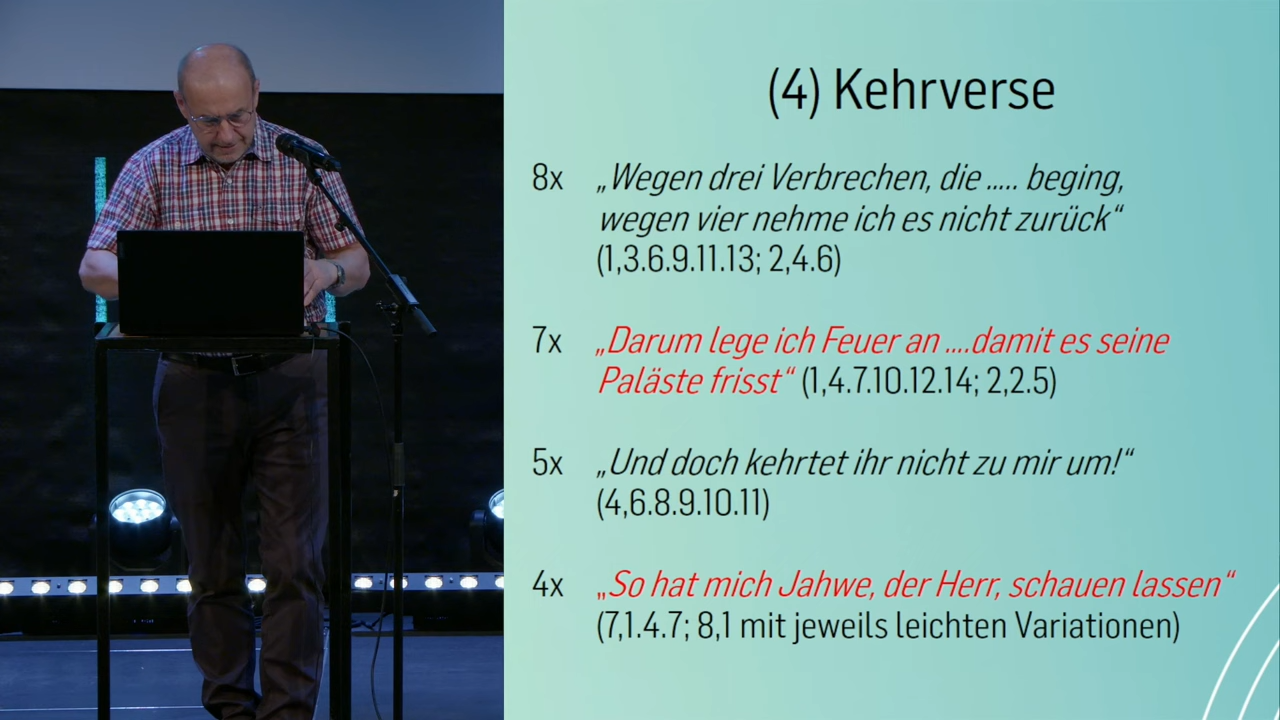 (4) Kehrverse
8x „Wegen drei Verbrechen, die ..... beging,
wegen vier nehme ich es nicht zurück“
(1,3.6.9.11.13; 2,4.6)
7x „Darum lege ich Feuer an ....damit es seine
Paläste frisst“ (1,4.7.10.12.14; 2,2.5)
5x „Und doch kehrtet ihr nicht zu mir um!“
(4,6.8.9.10.11)
4x „So hat mich Jahwe, der Herr, schauen lassen“
(7,1.4.7; 8,1 mit jeweils leichten Variationen)